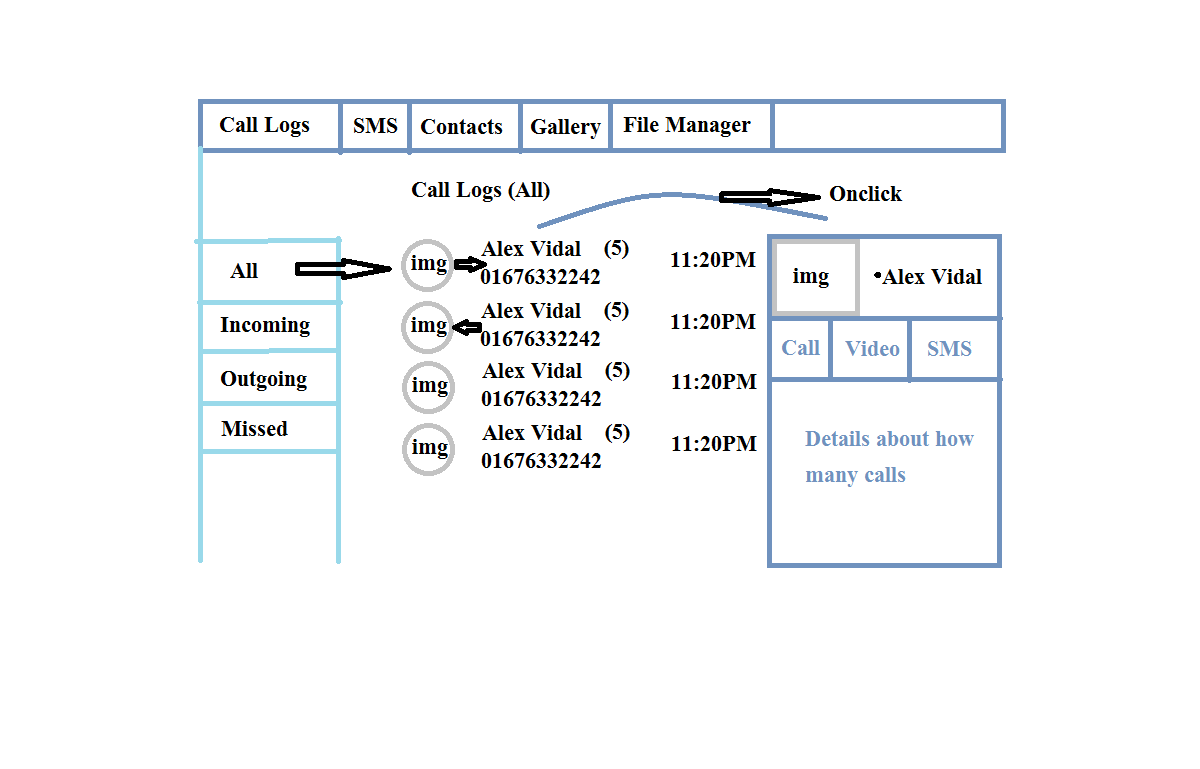 Call Logs SMS Contacts Gallery File Manager
Call Logs (All)
Onclick
All
Incoming
Outgoing
Missed
img Alex Vidal (5) 11:20PM
01676332242
img Alex Vidal (5) 11:20PM
01676332242
img Alex Vidal (5) 11:20PM
01676332242
img Alex Vidal (5) 11:20PM
01676332242
img •Alex Vidal
Call Video SMS
Details about how
many calls